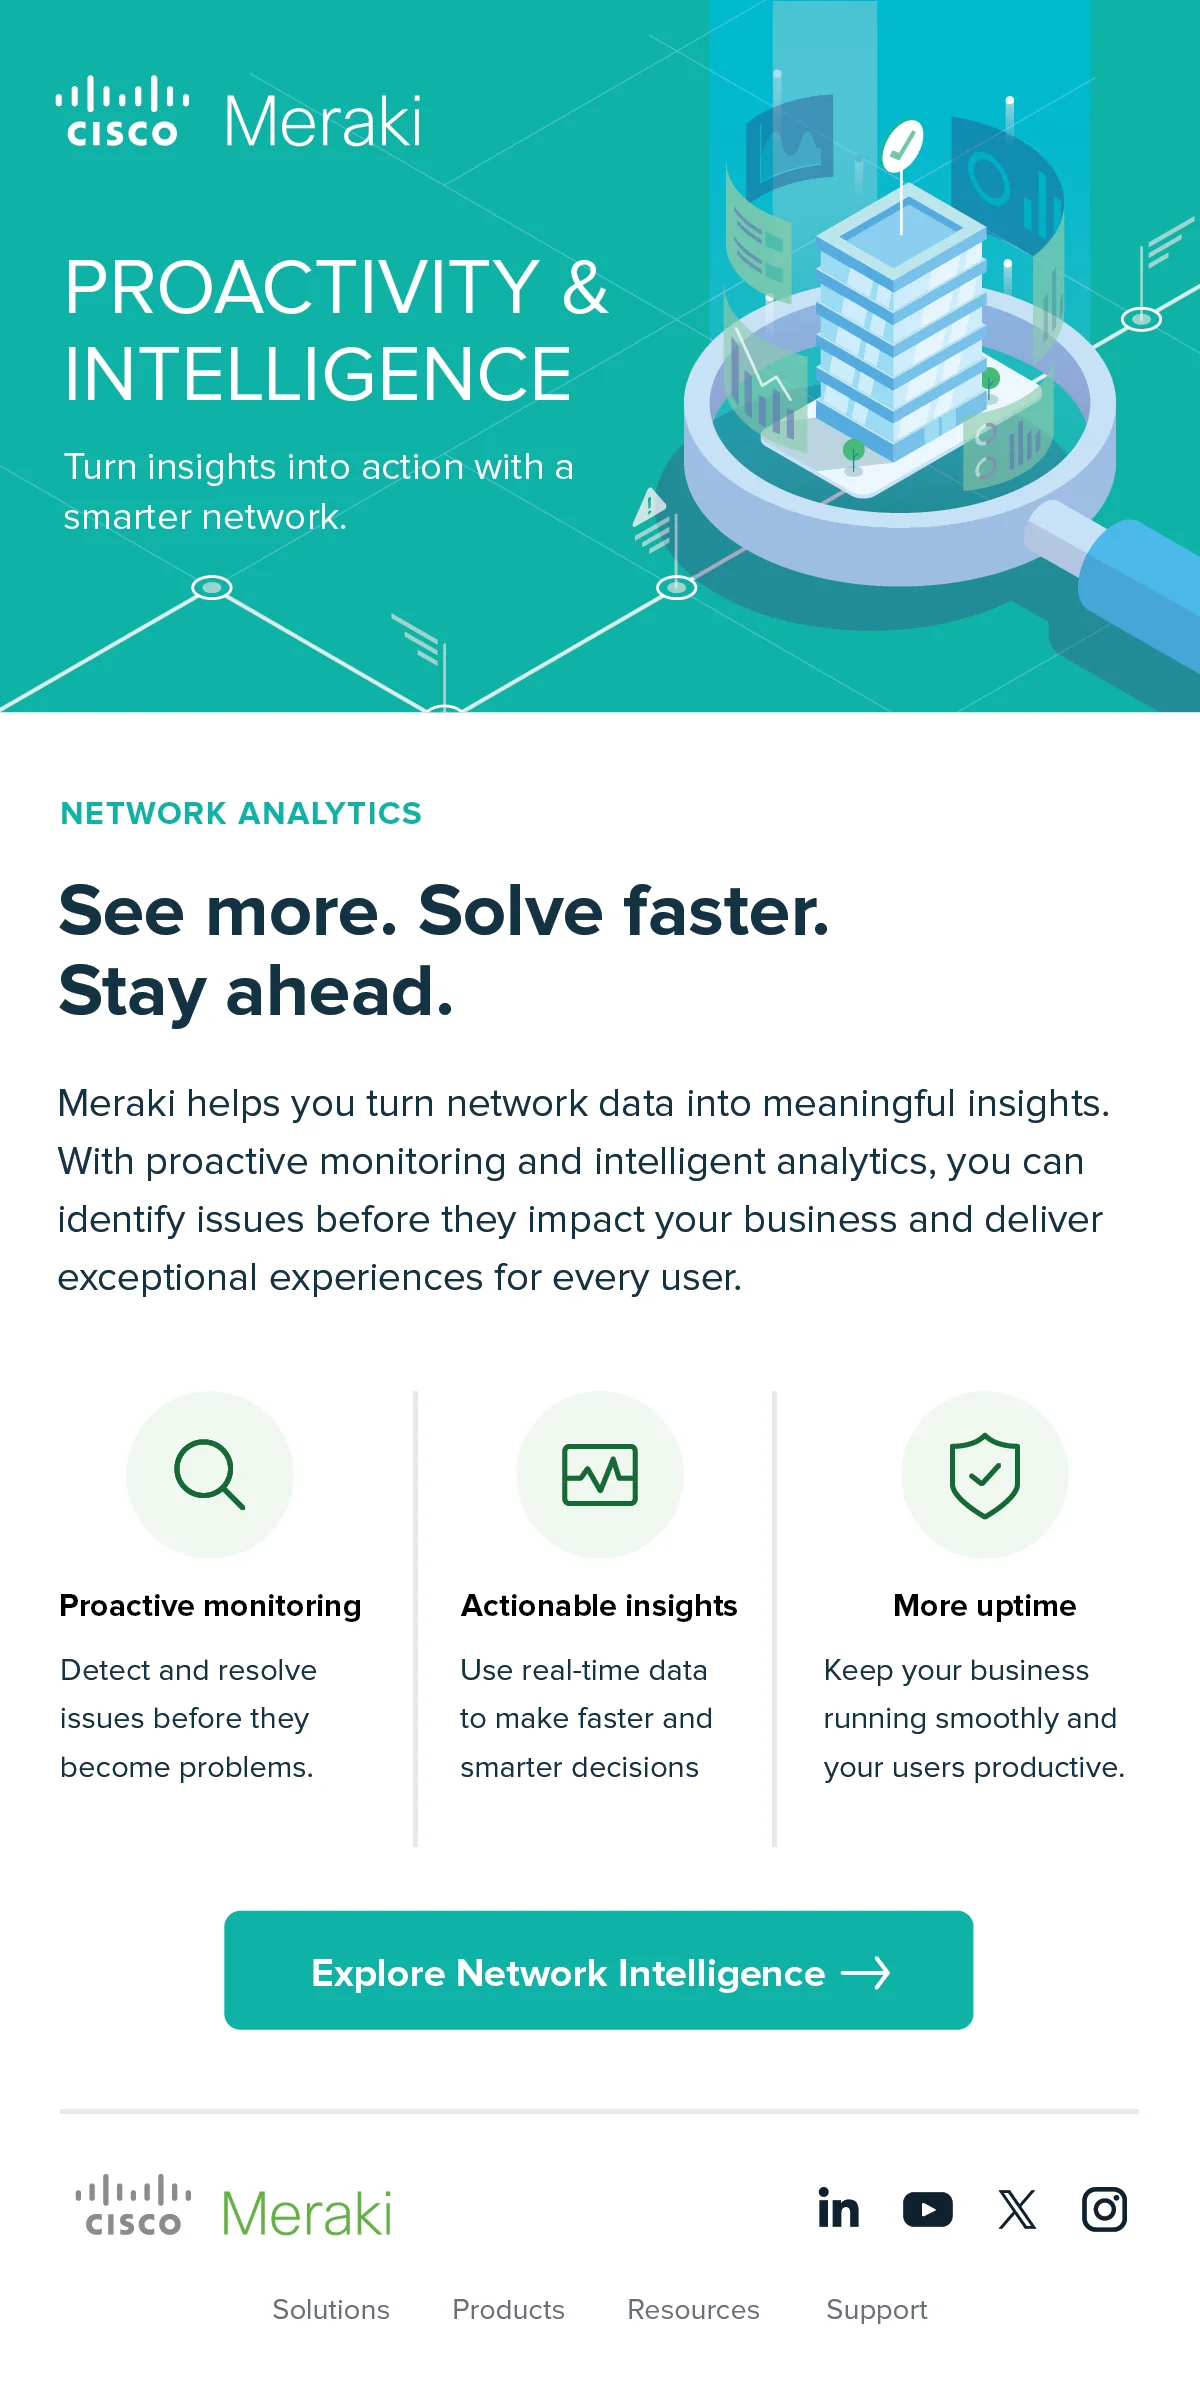 CISCO Meraki
PROACTIVITY &
INTELLIGENCE
Turn insights into action with a
smarter network.
NETWORK ANALYTICS
See more. Solve faster.
Stay ahead.
Meraki helps you turn network data into meaningful insights.
With proactive monitoring and intelligent analytics, you can
identify issues before they impact your business and deliver
exceptional experiences for every user.
Proactive monitoring
Detect and resolve
issues before they
become problems.
Actionable insights
Use real-time data
to make faster and
smarter decisions
More uptime
Keep your business
running smoothly and
your users productive.
Explore Network Intelligence →
CISCO Meraki
Solutions Products Resources Support